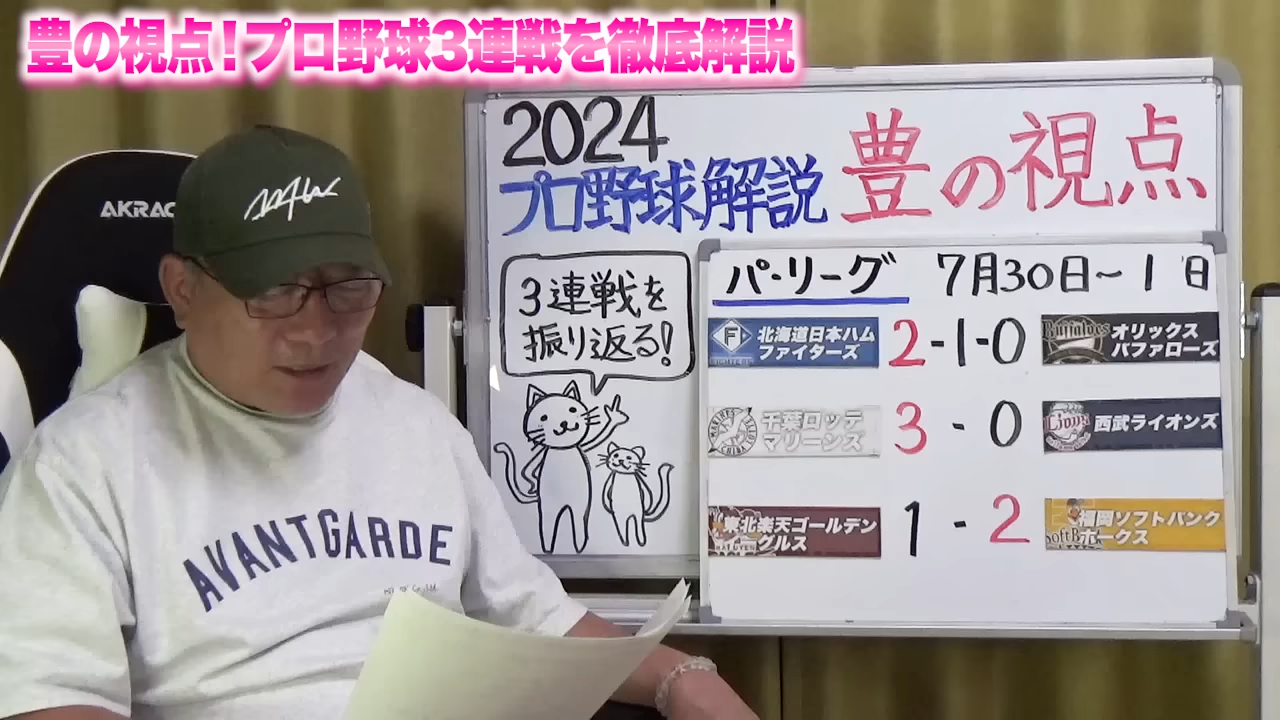 豊の視点!プロ野球3連戦を徹底解説
2024
プロ野球解説 豊の視点
3連戦を
振り返る!
パ・リーグ 7月30日~1日
F
北海道日本ハム
ファイターズ
2-1-0
Buffaloes
オリックス
バファローズ
千葉ロッテ
マリーンズ
3-0
Lions
西武ライオンズ
東北楽天ゴールデン
グルス
1-2
福岡ソフトバンク
ホークス
AKRAC
AVANTGARDE